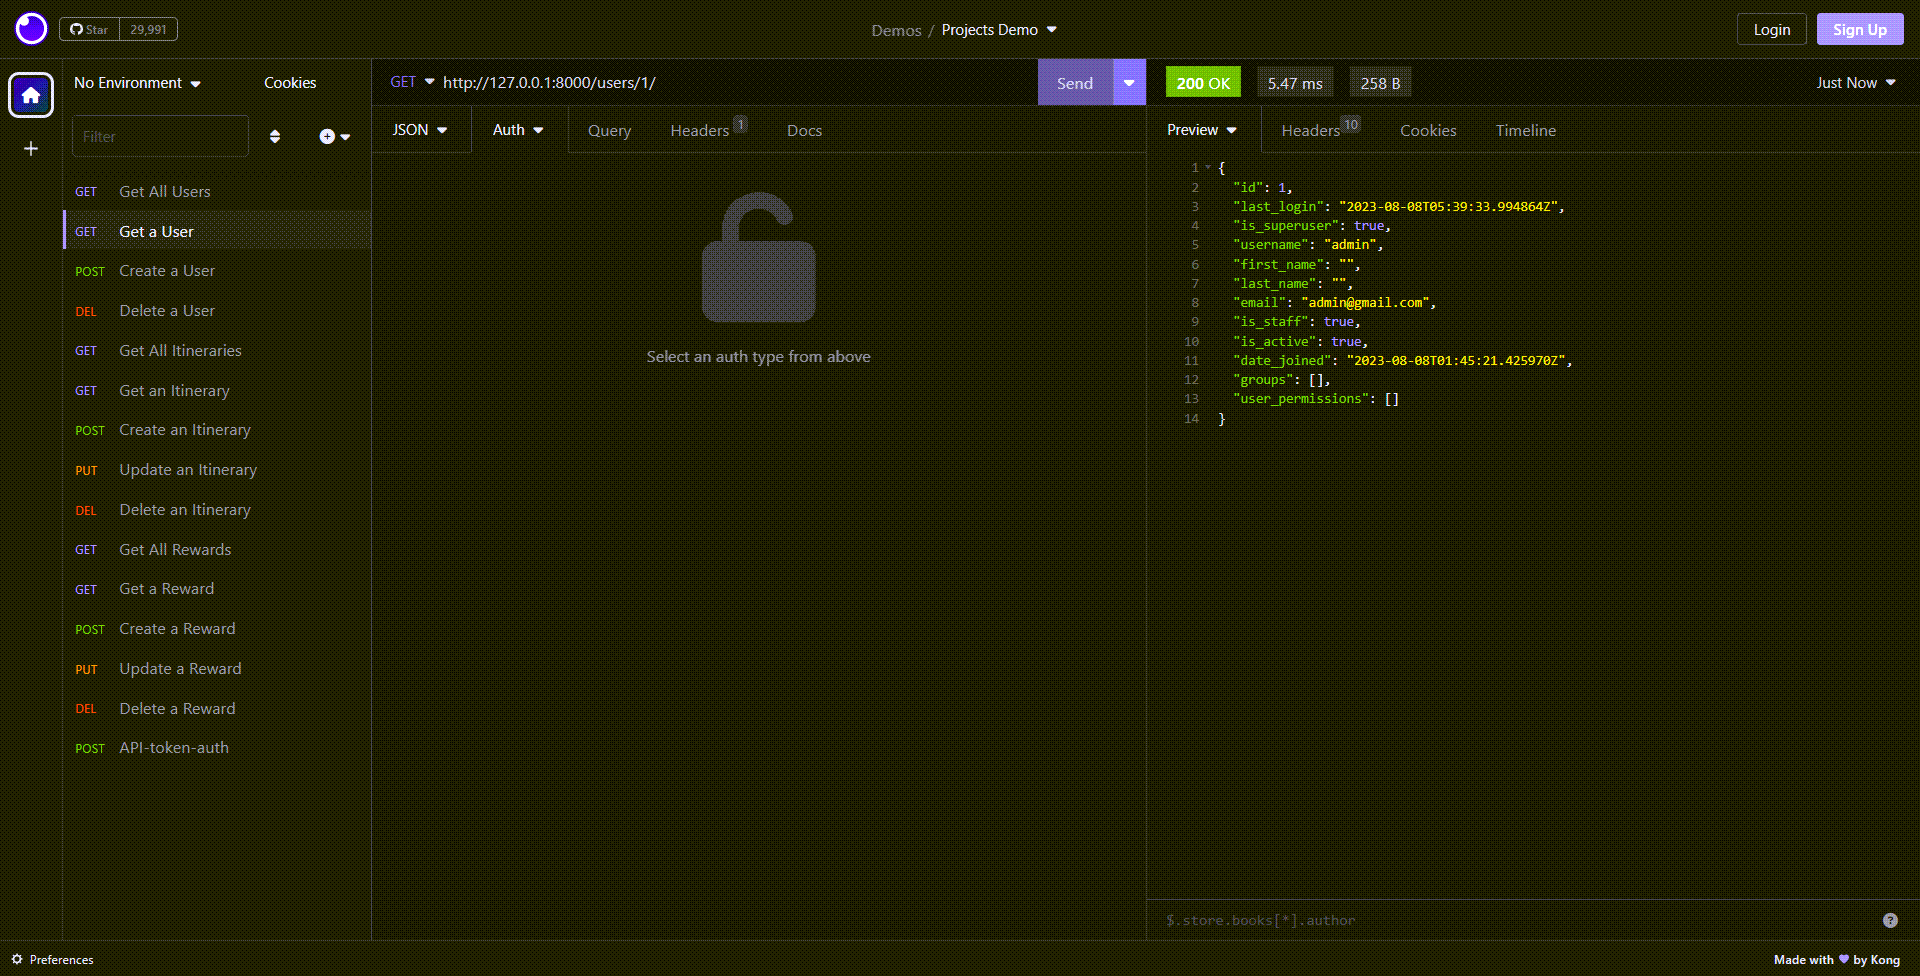 Star 29,991
Demos / Projects Demo
Login Sign Up
No Environment Cookies
GET http://127.0.0.1:8000/users/1/ Send
200 OK 5.47 ms 258 B Just Now
Filter
JSON Auth Query Headers 1 Docs
Preview Headers 10 Cookies Timeline
GET Get All Users
GET Get a User
POST Create a User
DEL Delete a User
GET Get All Itineraries
GET Get an Itinerary
POST Create an Itinerary
PUT Update an Itinerary
DEL Delete an Itinerary
GET Get All Rewards
GET Get a Reward
POST Create a Reward
PUT Update a Reward
DEL Delete a Reward
POST API-token-auth
Select an auth type from above
1 {
2 "id": 1,
3 "last_login": "2023-08-08T05:39:33.994864Z",
4 "is_superuser": true,
5 "username": "admin",
6 "first_name": "",
7 "last_name": "",
8 "email": "admin@gmail.com",
9 "is_staff": true,
10 "is_active": true,
11 "date_joined": "2023-08-08T01:45:21.425970Z",
12 "groups": [],
13 "user_permissions": []
14 }
$.store.books[*].author ?
Preferences
Made with ♥ by Kong